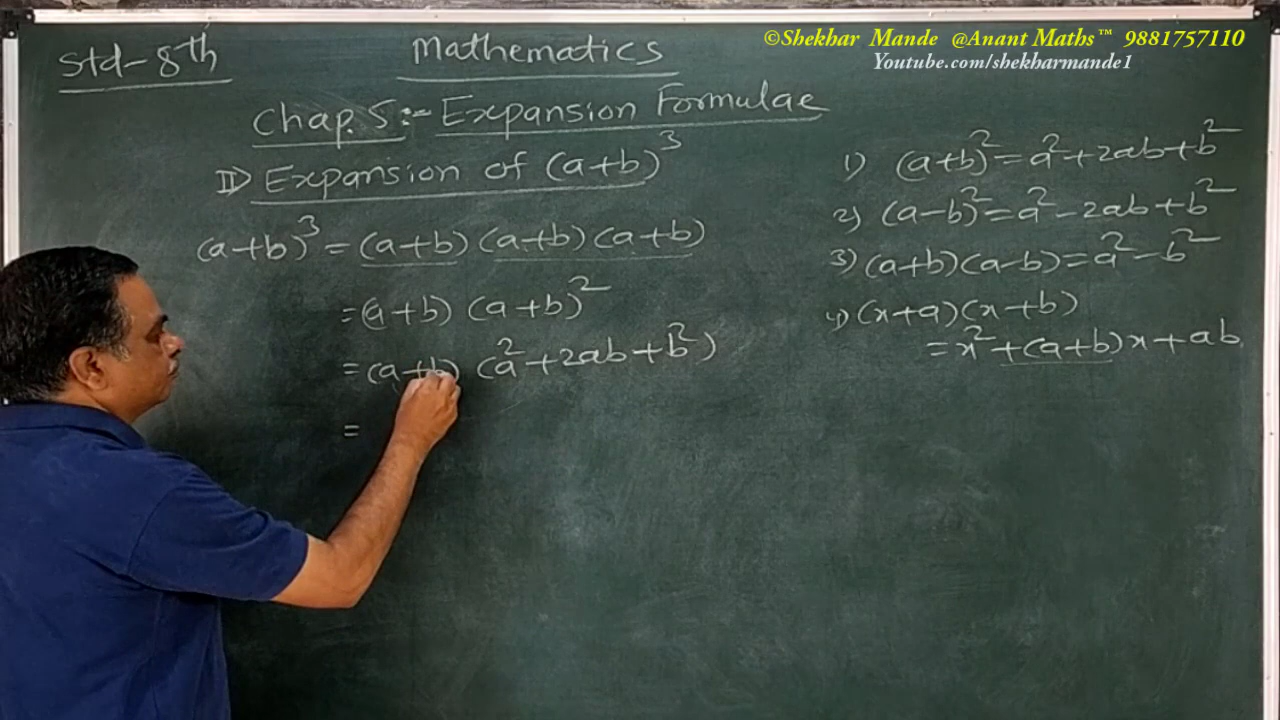 ©Shekhar Mande @Anant Maths™ 9881757110
Youtube.com/shekharmande1
Std-8th
Mathematics
Chap. 5:- Expansion Formulae
II) Expansion of (a+b)³
(a+b)³ = (a+b) (a+b) (a+b)
= (a+b) (a+b)²
= (a+b) (a²+2ab+b²)
=
1) (a+b)² = a²+2ab+b²
2) (a-b)² = a²-2ab+b²
3) (a+b)(a-b) = a²-b²
4) (x+a)(x+b)
= x²+(a+b)x+ab.